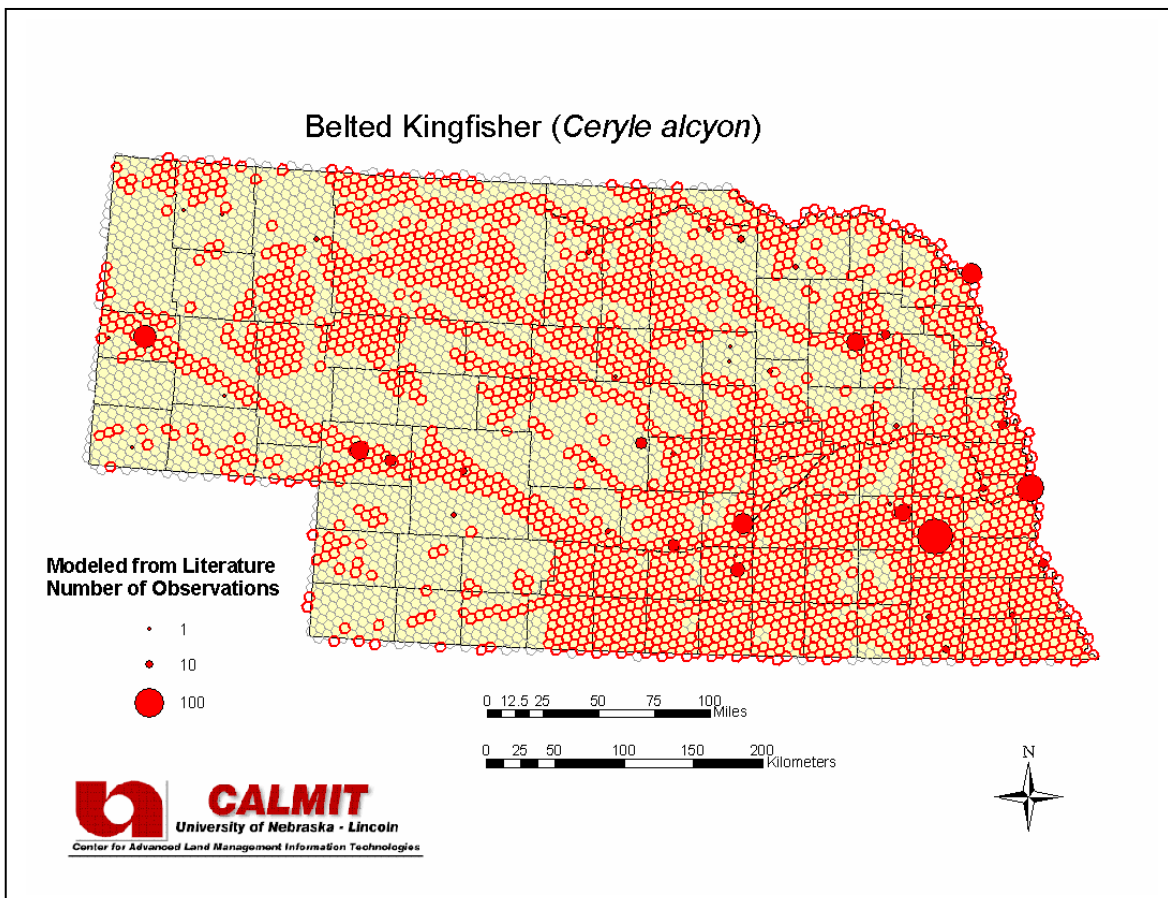 Belted Kingfisher (Ceryle alcyon)
Modeled from Literature
Number of Observations
1
10
100
0 12.5 25 50 75 100
Miles
0 25 50 100 150 200
Kilometers
N
CALMIT
University of Nebraska - Lincoln
Center for Advanced Land Management Information Technologies